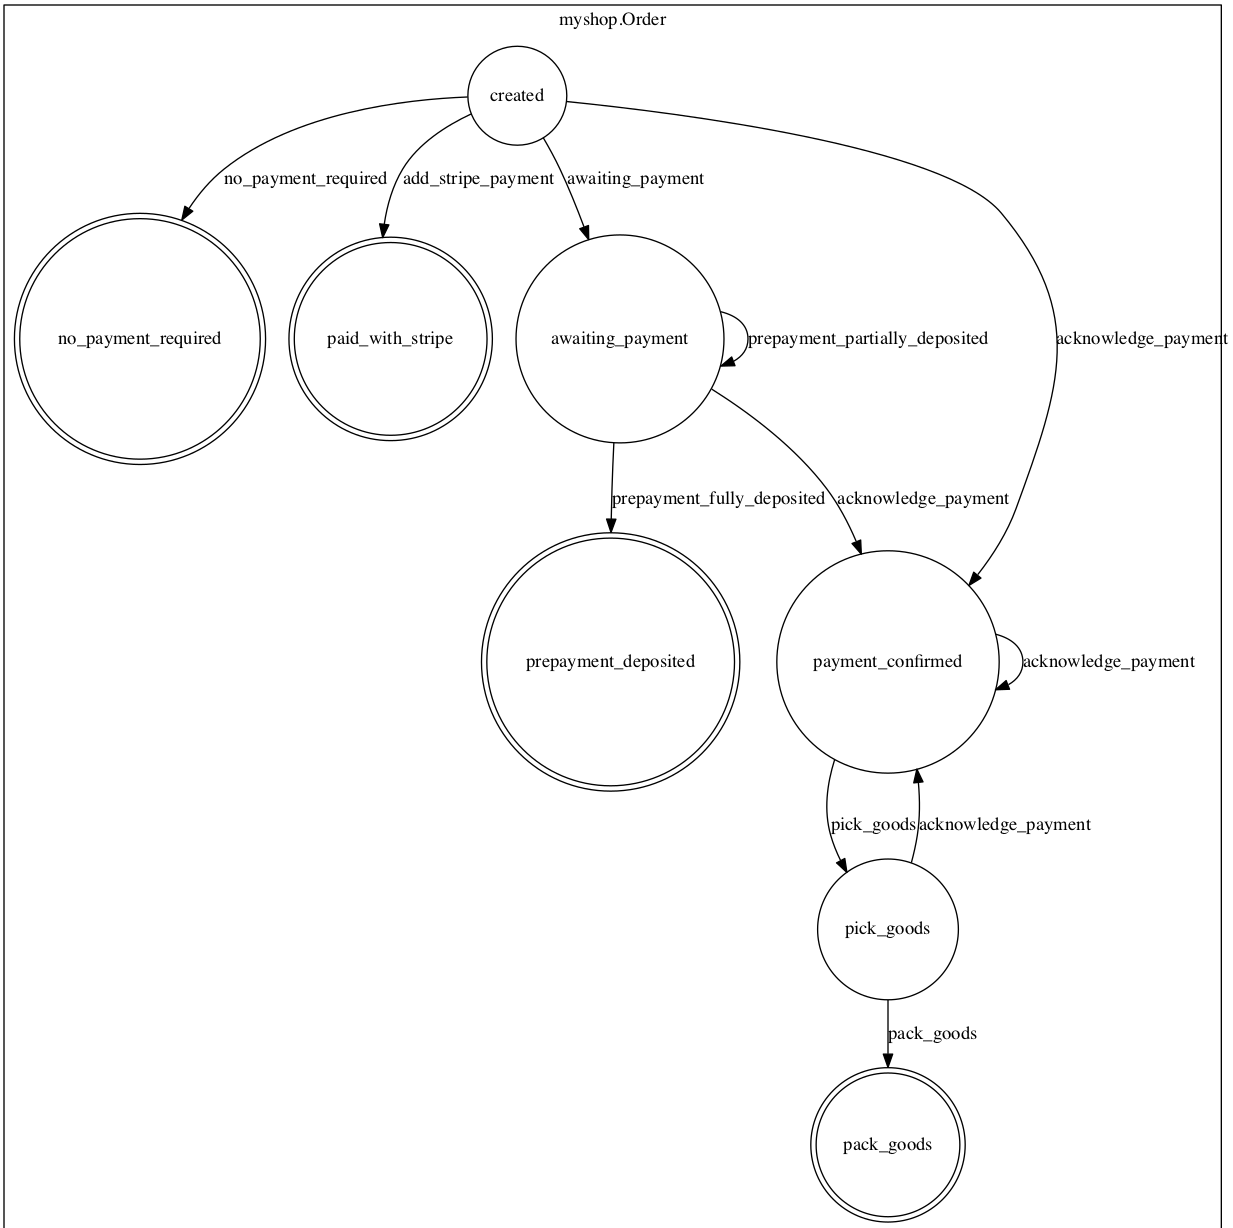 myshop.Order
created
no_payment_required
add_stripe_payment
awaiting_payment
no_payment_required
paid_with_stripe
awaiting_payment
prepayment_partially_deposited
acknowledge_payment
prepayment_fully_deposited
acknowledge_payment
prepayment_deposited
payment_confirmed
acknowledge_payment
pick_goods
acknowledge_payment
pick_goods
pack_goods
pack_goods